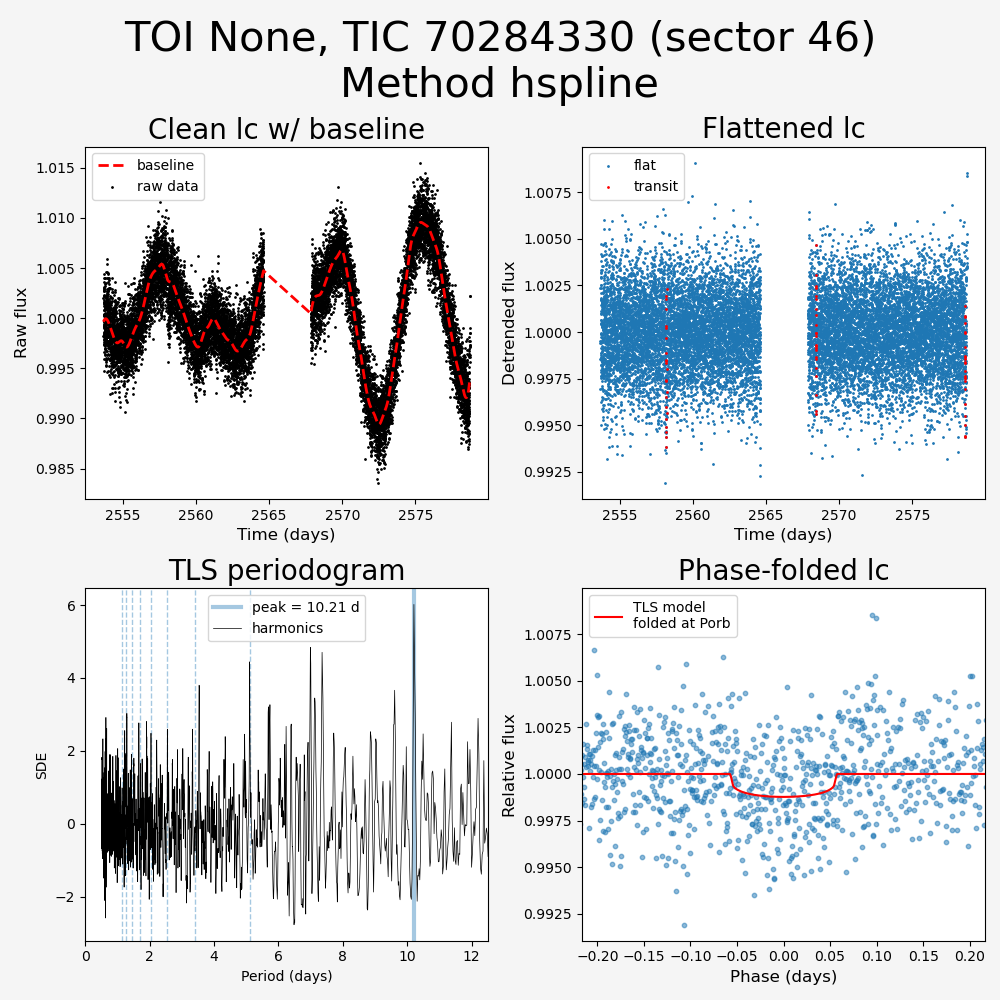 TOI None, TIC 70284330 (sector 46)
Method hspline
Clean lc w/ baseline
baseline
raw data
1.015
1.010
1.005
1.000
0.995
0.990
0.985
Raw flux
2555
2560
2565
2570
2575
Time (days)
Flattened lc
flat
transit
1.0075
1.0050
1.0025
1.0000
0.9975
0.9950
0.9925
Detrended flux
2555
2560
2565
2570
2575
Time (days)
TLS periodogram
peak = 10.21 d
harmonics
6
4
2
0
−2
SDE
0
2
4
6
8
10
12
Period (days)
Phase-folded lc
TLS model
folded at Porb
1.0075
1.0050
1.0025
1.0000
0.9975
0.9950
0.9925
Relative flux
−0.20
−0.15
−0.10
−0.05
0.00
0.05
0.10
0.15
0.20
Phase (days)